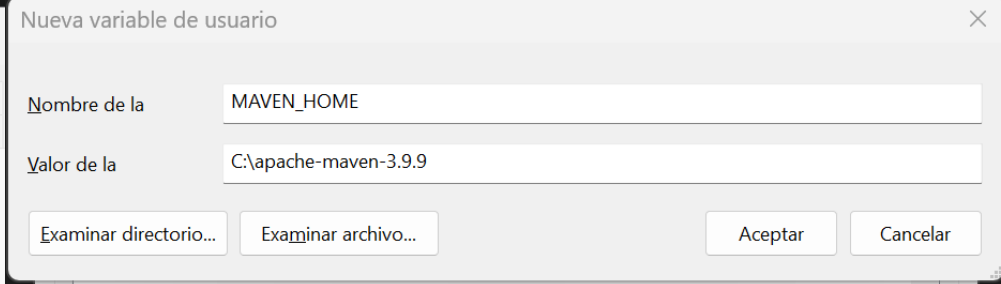 Nueva variable de usuario
Nombre de la
MAVEN_HOME
Valor de la
C:\apache-maven-3.9.9
Examinar directorio...
Examinar archivo...
Aceptar
Cancelar